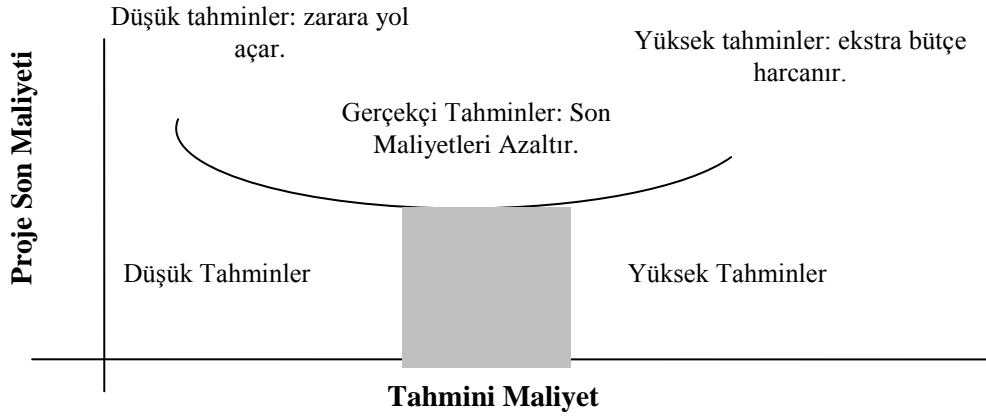 Düşük tahminler: zarara yol
açar.
Yüksek tahminler: ekstra bütçe
harcanır.
Gerçekçi Tahminler: Son
Maliyetleri Azaltır.
Proje Son Maliyeti
Düşük Tahminler
Yüksek Tahminler
Tahmini Maliyet